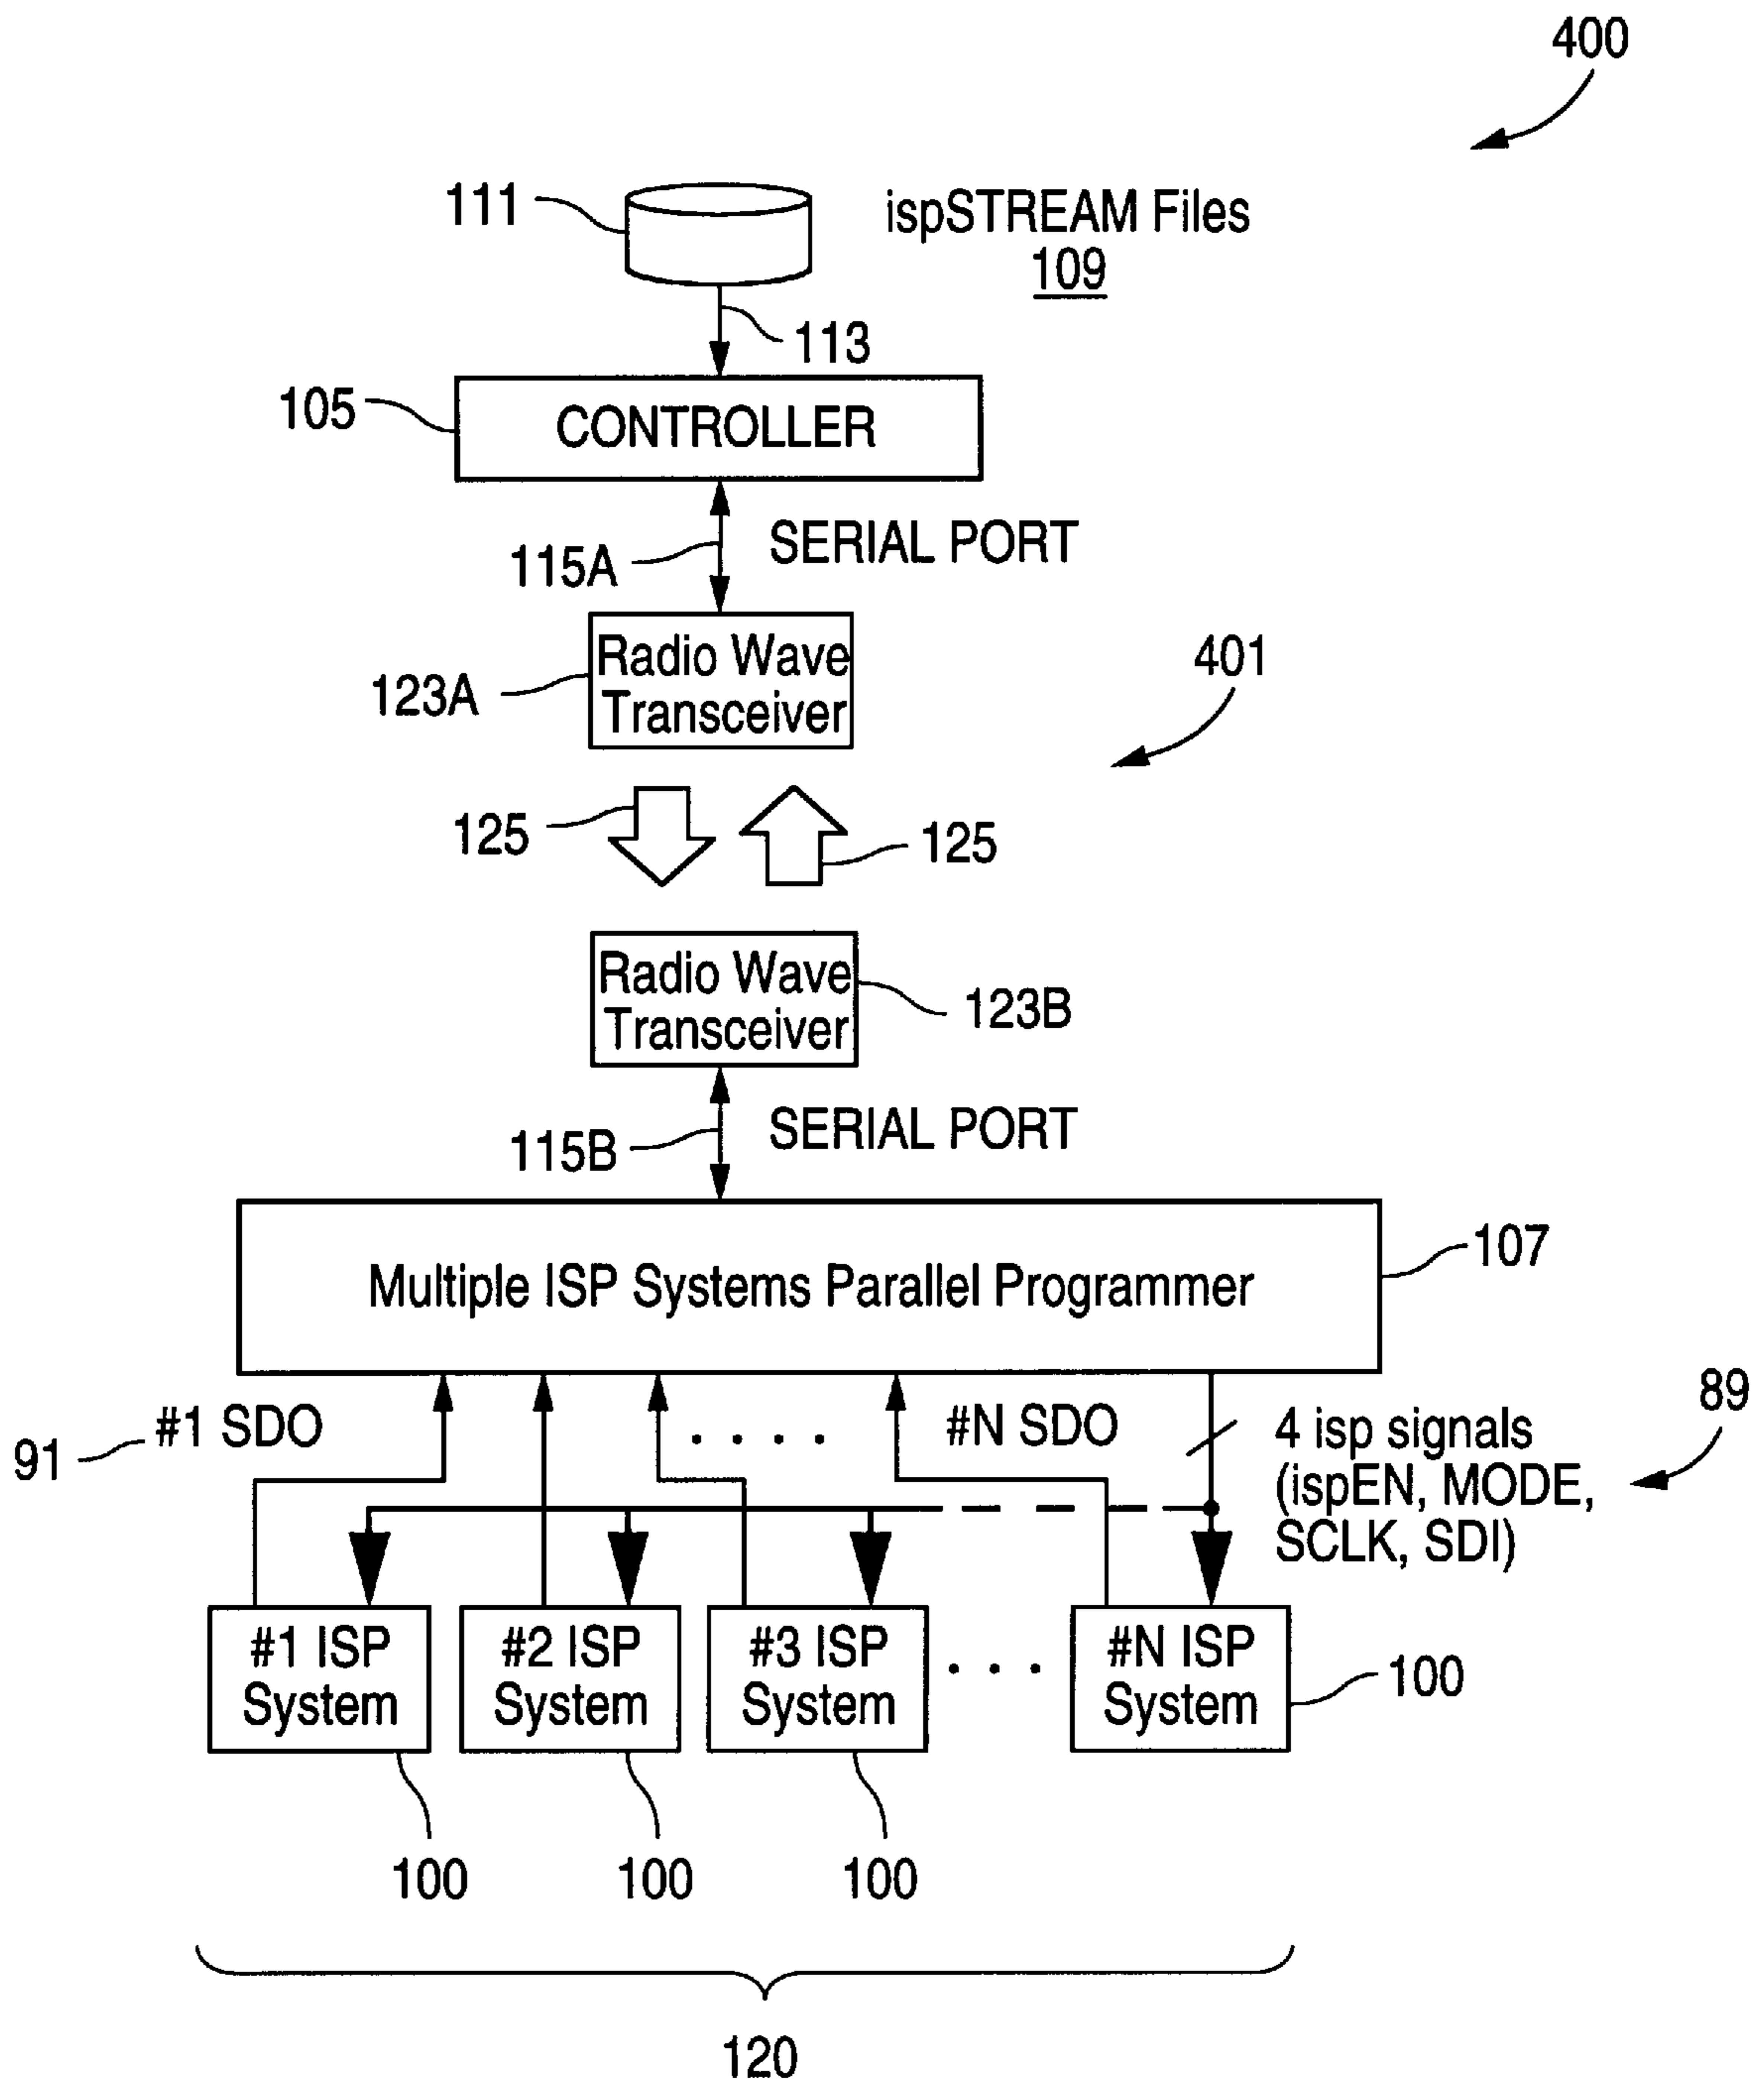 400
111
ispSTREAM Files
109
113
105
CONTROLLER
115A
SERIAL PORT
123A
Radio Wave
Transceiver
401
125
125
Radio Wave
Transceiver
123B
115B
SERIAL PORT
Multiple ISP Systems Parallel Programmer
107
91
#1 SDO
#N SDO
4 isp signals
(ispEN, MODE,
SCLK, SDI)
89
#1 ISP
System
#2 ISP
System
#3 ISP
System
#N ISP
System
100
100
100
100
120